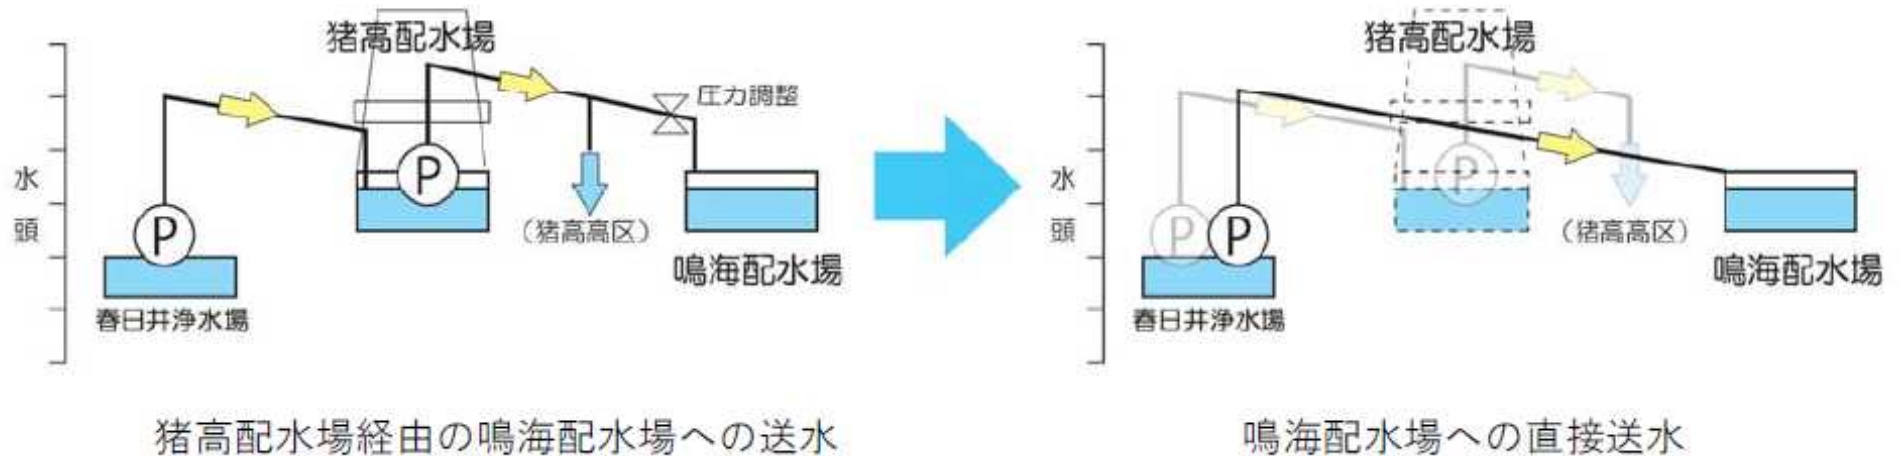 猪高配水場
圧力調整
水
頭
P
P
(猪高高区)
鳴海配水場
春日井浄水場
猪高配水場経由の鳴海配水場への送水
猪高配水場
水
頭
P
P
P
(猪高高区)
鳴海配水場
春日井浄水場
鳴海配水場への直接送水